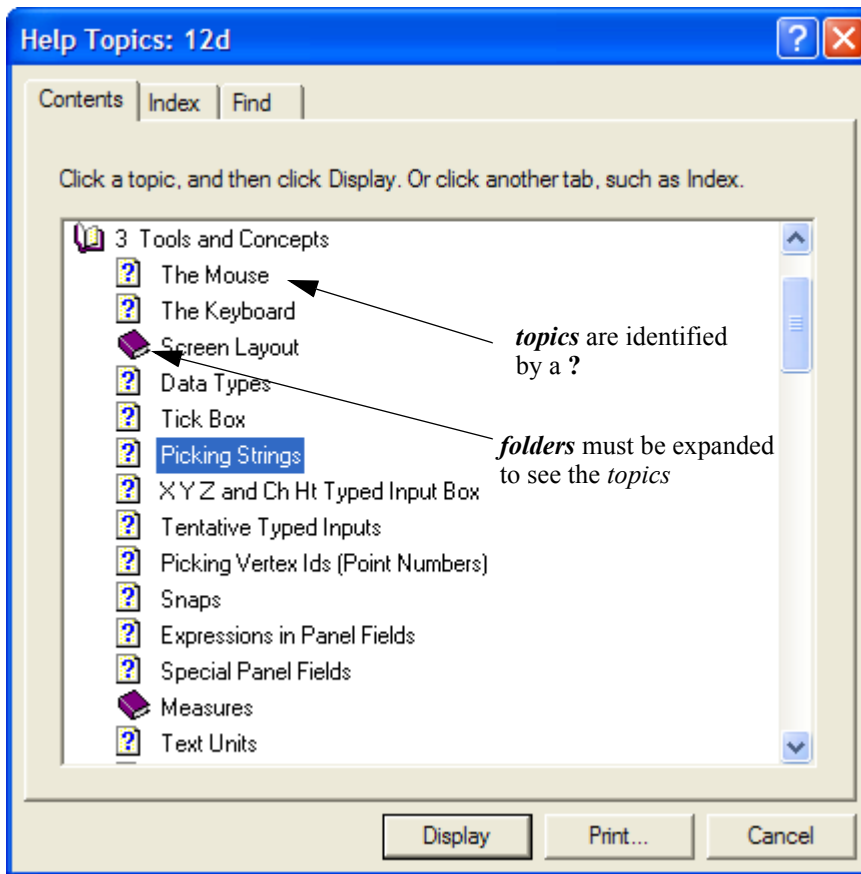 Help Topics: 12d
Contents Index Find
Click a topic, and then click Display. Or click another tab, such as Index.
3 Tools and Concepts
? The Mouse
? The Keyboard
Screen Layout
? Data Types
? Tick Box
? Picking Strings
? X Y Z and Ch Ht Typed Input Box
? Tentative Typed Inputs
? Picking Vertex Ids (Point Numbers)
? Snaps
? Expressions in Panel Fields
? Special Panel Fields
Measures
? Text Units
topics are identified
by a ?
folders must be expanded
to see the topics
Display Print... Cancel